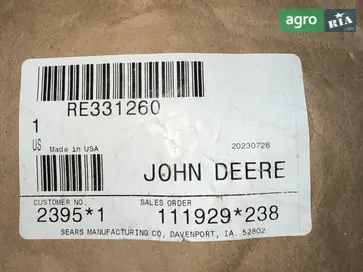 agro RIA.com
RE331260
1
US Made in USA
20230726
JOHN DEERE
CUSTOMER NO. SALES ORDER
2395*1 111929*238
SEARS MANUFACTURING CO, DAVENPORT, IA. 52802